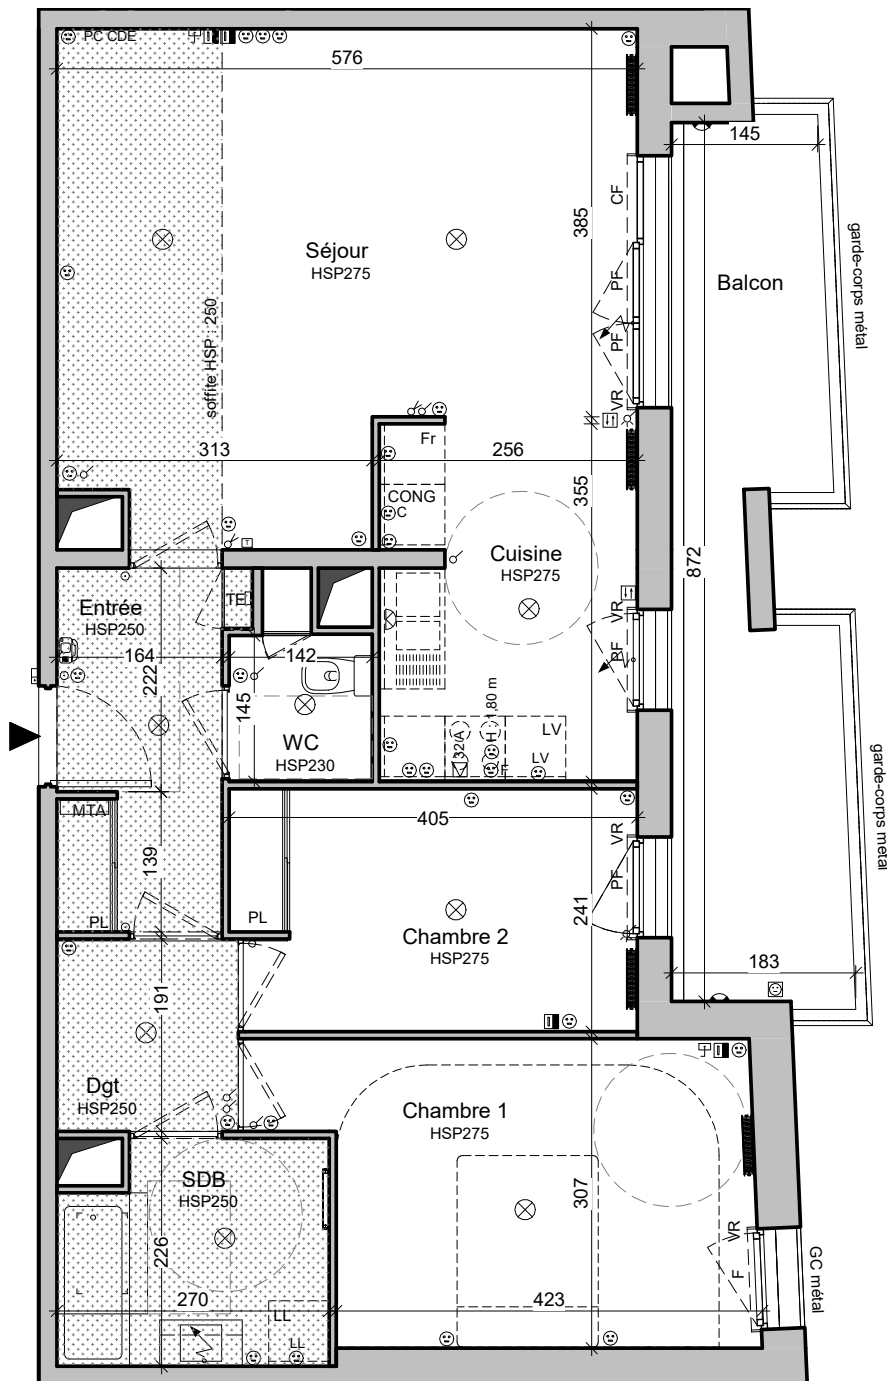 PC CDE
576
145
CF
385
garde-corps métal
Séjour
HSP275
PF
Balcon
soffite HSP : 250
PF
VR
Fr
313
256
CONG
C
355
Cuisine
HSP275
872
T
TE
Entrée
HSP250
VR
164
142
PF
222
145
1,80 m
WC
HSP230
32A
H
F
LV
LV
garde-corps métal
MTA
405
VR
139
PF
PL
PL
241
Chambre 2
HSP275
183
191
Dgt
HSP250
Chambre 1
HSP275
SDB
HSP250
307
226
VR
F
GC métal
270
423
LL
LL